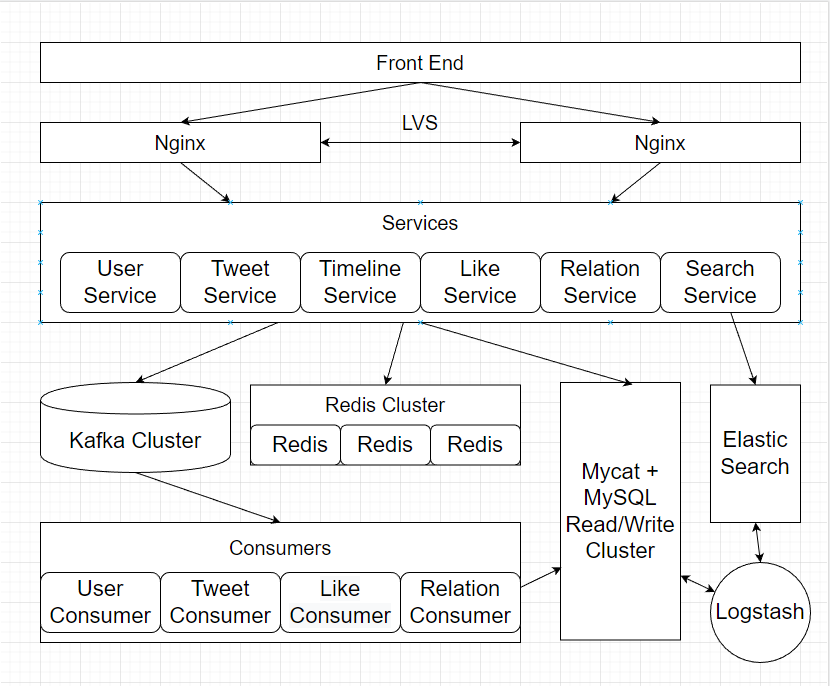 Front End
LVS
Nginx
Nginx
Services
User
Service
Tweet
Service
Timeline
Service
Like
Service
Relation
Service
Search
Service
Kafka Cluster
Redis Cluster
Redis
Redis
Redis
Mycat +
MySQL
Read/Write
Cluster
Elastic
Search
Consumers
User
Consumer
Tweet
Consumer
Like
Consumer
Relation
Consumer
Logstash